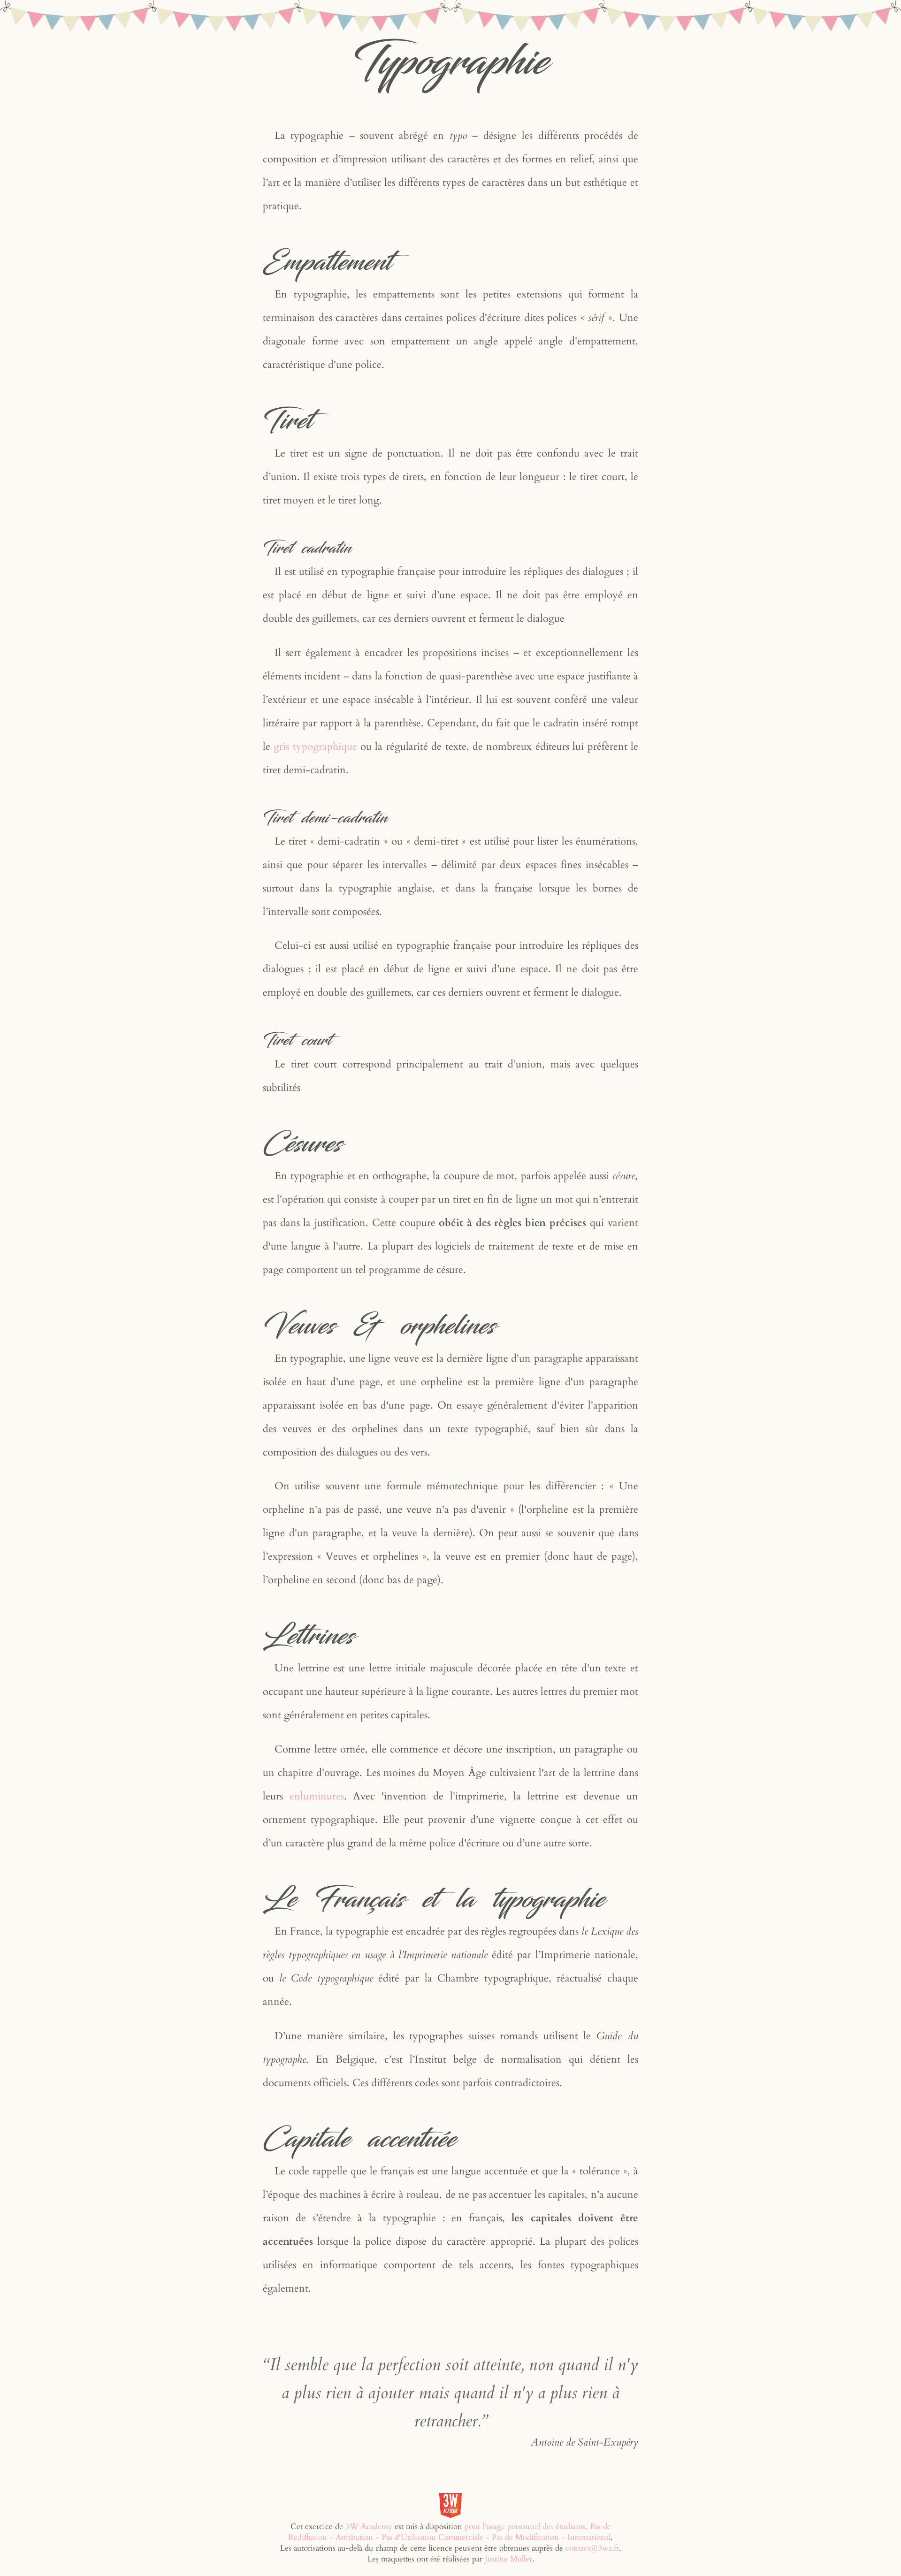 Typographie
La typographie – souvent abrégé en typo – désigne les différents procédés de
composition et d’impression utilisant des caractères et des formes en relief, ainsi que
l’art et la manière d’utiliser les différents types de caractères dans un but esthétique et
pratique.
Empattement
En typographie, les empattements sont les petites extensions qui forment la
terminaison des caractères dans certaines polices d'écriture dites polices « sérif ». Une
diagonale forme avec son empattement un angle appelé angle d'empattement,
caractéristique d'une police.
Tiret
Le tiret est un signe de ponctuation. Il ne doit pas être confondu avec le trait
d’union. Il existe trois types de tirets, en fonction de leur longueur : le tiret court, le
tiret moyen et le tiret long.
Tiret cadratin
Il est utilisé en typographie française pour introduire les répliques des dialogues ; il
est placé en début de ligne et suivi d’une espace. Il ne doit pas être employé en
double des guillemets, car ces derniers ouvrent et ferment le dialogue
Il sert également à encadrer les propositions incises – et exceptionnellement les
éléments incident – dans la fonction de quasi-parenthèse avec une espace justifiante à
l’extérieur et une espace insécable à l’intérieur. Il lui est souvent conféré une valeur
littéraire par rapport à la parenthèse. Cependant, du fait que le cadratin inséré rompt
le gris typographique ou la régularité de texte, de nombreux éditeurs lui préfèrent le
tiret demi-cadratin.
Tiret demi-cadratin
Le tiret « demi-cadratin » ou « demi-tiret » est utilisé pour lister les énumérations,
ainsi que pour séparer les intervalles – délimité par deux espaces fines insécables –
surtout dans la typographie anglaise, et dans la française lorsque les bornes de
l’intervalle sont composées.
Celui-ci est aussi utilisé en typographie française pour introduire les répliques des
dialogues ; il est placé en début de ligne et suivi d’une espace. Il ne doit pas être
employé en double des guillemets, car ces derniers ouvrent et ferment le dialogue.
Tiret court
Le tiret court correspond principalement au trait d’union, mais avec quelques
subtilités
Césures
En typographie et en orthographe, la coupure de mot, parfois appelée aussi césure,
est l'opération qui consiste à couper par un tiret en fin de ligne un mot qui n’entrerait
pas dans la justification. Cette coupure obéit à des règles bien précises qui varient
d'une langue à l'autre. La plupart des logiciels de traitement de texte et de mise en
page comportent un tel programme de césure.
Veuves & orphelines
En typographie, une ligne veuve est la dernière ligne d'un paragraphe apparaissant
isolée en haut d'une page, et une orpheline est la première ligne d'un paragraphe
apparaissant isolée en bas d'une page. On essaye généralement d'éviter l'apparition
des veuves et des orphelines dans un texte typographié, sauf bien sûr dans la
composition des dialogues ou des vers.
On utilise souvent une formule mémotechnique pour les différencier : « Une
orpheline n'a pas de passé, une veuve n'a pas d'avenir » (l'orpheline est la première
ligne d'un paragraphe, et la veuve la dernière). On peut aussi se souvenir que dans
l’expression « Veuves et orphelines », la veuve est en premier (donc haut de page),
l’orpheline en second (donc bas de page).
Lettrines
Une lettrine est une lettre initiale majuscule décorée placée en tête d'un texte et
occupant une hauteur supérieure à la ligne courante. Les autres lettres du premier mot
sont généralement en petites capitales.
Comme lettre ornée, elle commence et décore une inscription, un paragraphe ou
un chapitre d'ouvrage. Les moines du Moyen Âge cultivaient l'art de la lettrine dans
leurs enluminures. Avec 'invention de l'imprimerie, la lettrine est devenue un
ornement typographique. Elle peut provenir d’une vignette conçue à cet effet ou
d’un caractère plus grand de la même police d'écriture ou d’une autre sorte.
Le Français et la typographie
En France, la typographie est encadrée par des règles regroupées dans le Lexique des
règles typographiques en usage à l’Imprimerie nationale édité par l’Imprimerie nationale,
ou le Code typographique édité par la Chambre typographique, réactualisé chaque
année.
D’une manière similaire, les typographes suisses romands utilisent le Guide du
typographe. En Belgique, c’est l’Institut belge de normalisation qui détient les
documents officiels. Ces différents codes sont parfois contradictoires.
Capitale accentuée
Le code rappelle que le français est une langue accentuée et que la « tolérance », à
l’époque des machines à écrire à rouleau, de ne pas accentuer les capitales, n’a aucune
raison de s’étendre à la typographie : en français, les capitales doivent être
accentuées lorsque la police dispose du caractère approprié. La plupart des polices
utilisées en informatique comportent de tels accents, les fontes typographiques
également.
“Il semble que la perfection soit atteinte, non quand il n'y
a plus rien à ajouter mais quand il n'y a plus rien à
retrancher.”
Antoine de Saint-Exupéry
3W
ACADEMY
Cet exercice de 3W Academy est mis à disposition pour l'usage personnel des étudiants. Pas de
Rediffusion - Attribution - Pas d'Utilisation Commerciale - Pas de Modification - International.
Les autorisations au-delà du champ de cette licence peuvent être obtenues auprès de contact@3wa.fr.
Les maquettes ont été réalisées par Justine Muller.